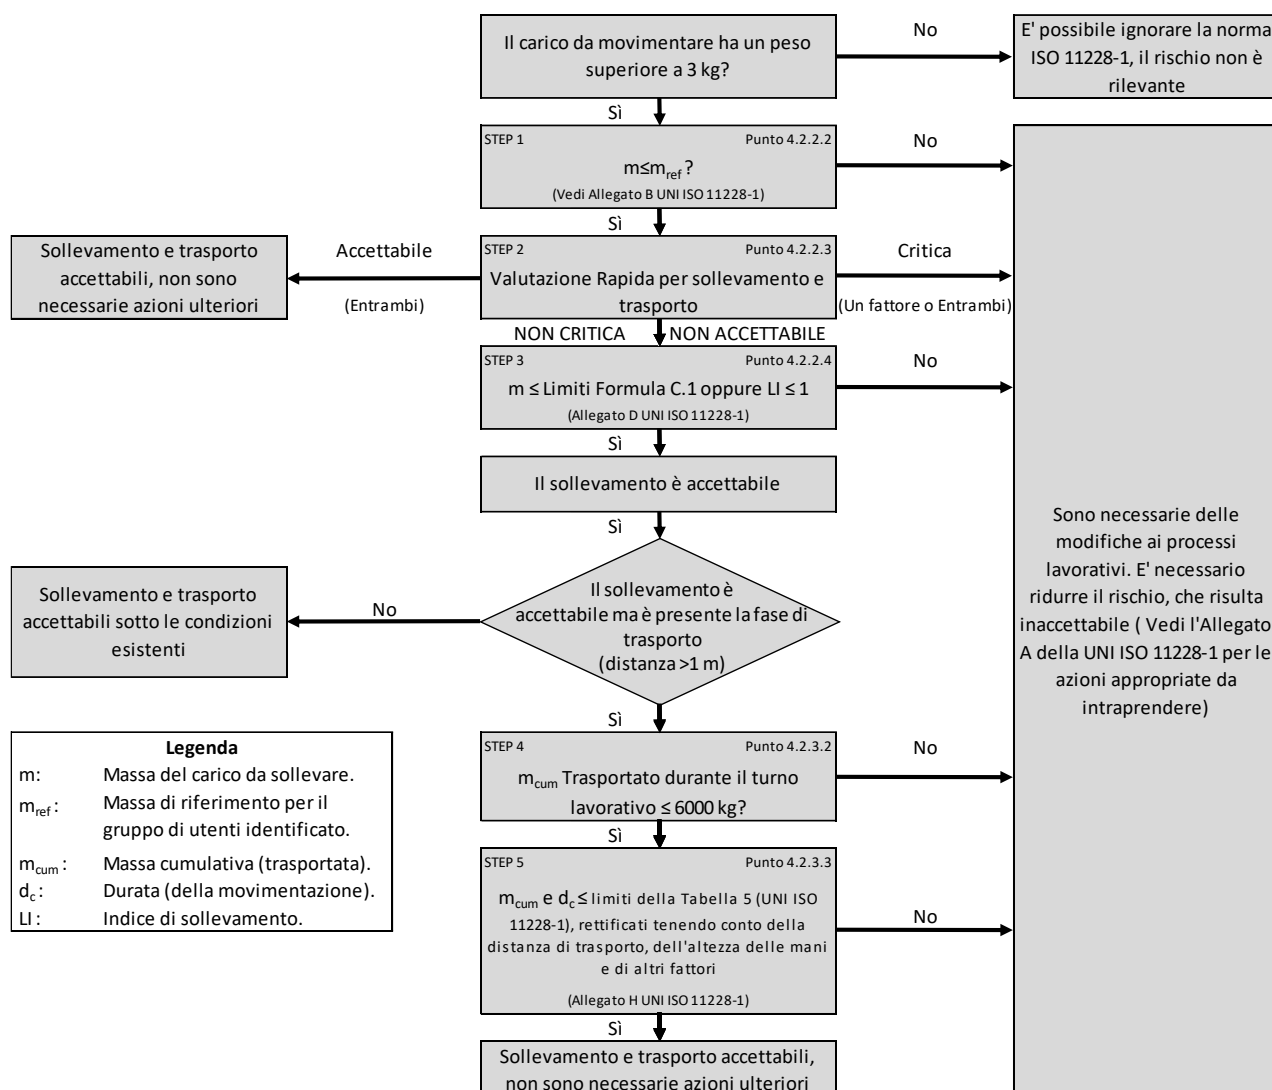 Il carico da movimentare ha un peso
superiore a 3 kg?
No
E' possibile ignorare la norma
ISO 11228-1, il rischio non è
rilevante
Sì
STEP 1
Punto 4.2.2.2
m≤mref ?
(Vedi Allegato B UNI ISO 11228-1)
No
Sì
Sollevamento e trasporto
accettabili, non sono
necessarie azioni ulteriori
Accettabile
(Entrambi)
STEP 2
Punto 4.2.2.3
Valutazione Rapida per sollevamento e
trasporto
Critica
(Un fattore o Entrambi)
NON CRITICA
NON ACCETTABILE
STEP 3
Punto 4.2.2.4
m ≤ Limiti Formula C.1 oppure LI ≤ 1
(Allegato D UNI ISO 11228-1)
No
Sì
Il sollevamento è accettabile
Sì
Sono necessarie delle
modifiche ai processi
lavorativi. E' necessario
ridurre il rischio, che risulta
inaccettabile ( Vedi l'Allegato
A della UNI ISO 11228-1 per le
azioni appropriate da
intraprendere)
Sollevamento e trasporto
accettabili sotto le condizioni
esistenti
No
Il sollevamento è
accettabile ma è presente la fase di
trasporto
(distanza >1 m)
Sì
STEP 4
Punto 4.2.3.2
mcum Trasportato durante il turno
lavorativo ≤ 6000 kg?
No
Sì
STEP 5
Punto 4.2.3.3
mcum e dc ≤ limiti della Tabella 5 (UNI ISO
11228-1), rettificati tenendo conto della
distanza di trasporto, dell'altezza delle mani
e di altri fattori
(Allegato H UNI ISO 11228-1)
No
Sì
Sollevamento e trasporto accettabili,
non sono necessarie azioni ulteriori
Legenda
m: Massa del carico da sollevare.
mref : Massa di riferimento per il
gruppo di utenti identificato.
mcum : Massa cumulativa (trasportata).
dc : Durata (della movimentazione).
LI : Indice di sollevamento.